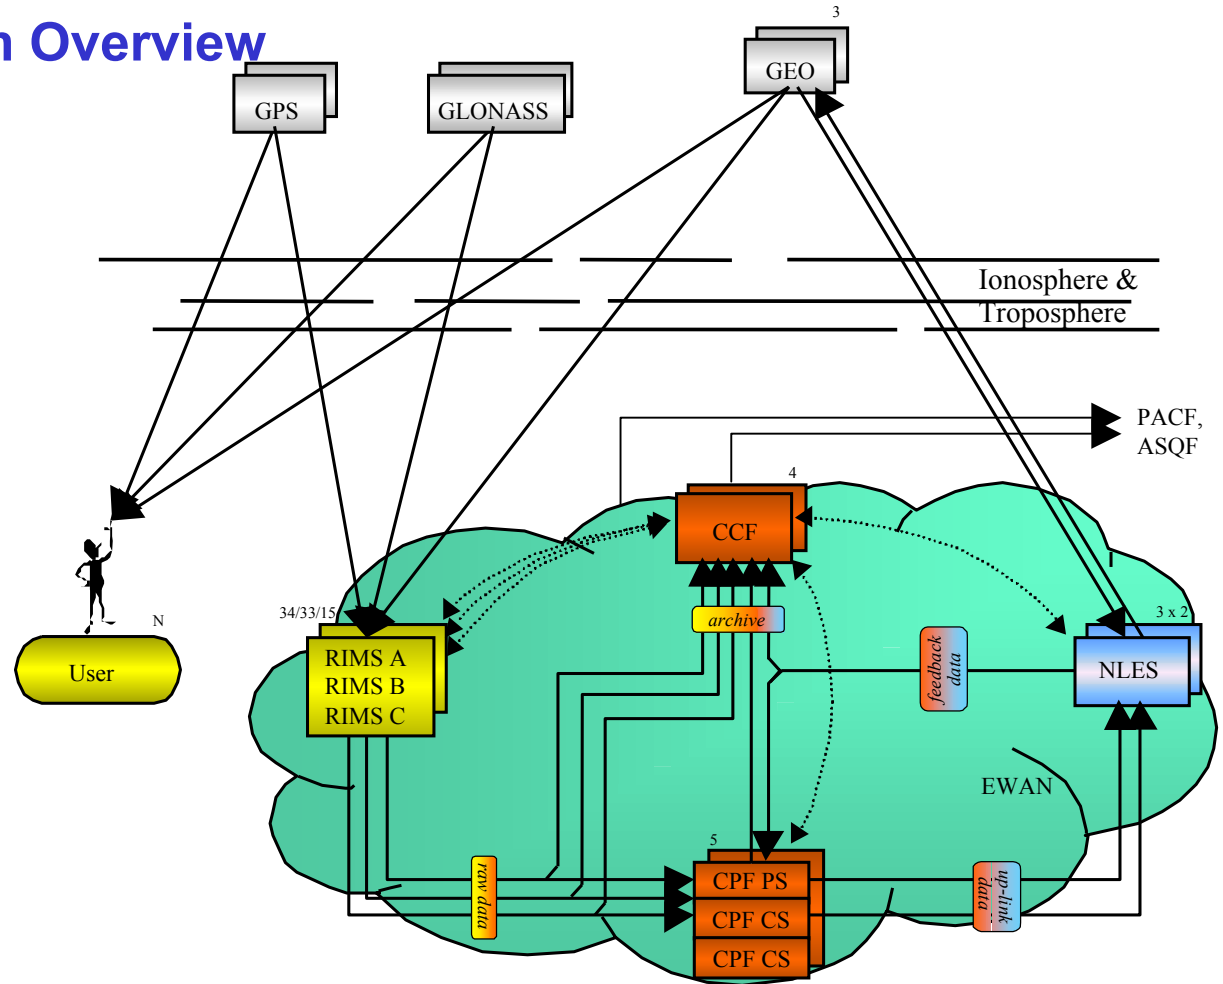 n Overview
3
GEO
GPS
GLONASS
Ionosphere &
Troposphere
PACF,
ASQF
4
CCF
archive
34/33/15
RIMS A
RIMS B
RIMS C
N
User
3 x 2
NLES
feedback
data
EWAN
raw data
5
CPF PS
CPF CS
CPF CS
up-link
data